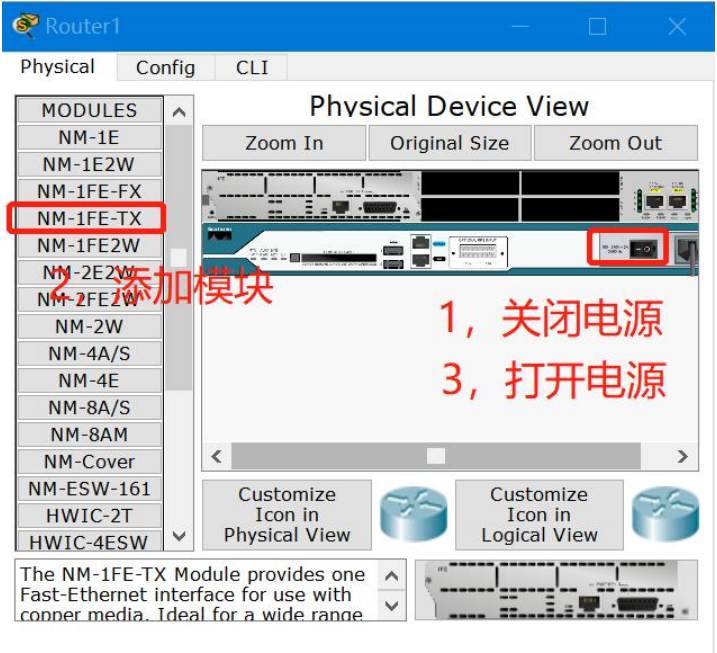 Router1
Physical Config CLI
MODULES
NM-1E
NM-1E2W
NM-1FE-FX
NM-1FE-TX
NM-1FE2W
NM-2E2W
NM-2FE2W
NM-2W
NM-4A/S
NM-4E
NM-8A/S
NM-8AM
NM-Cover
NM-ESW-161
HWIC-2T
HWIC-4ESW
2，添加模块
Physical Device View
Zoom In Original Size Zoom Out
1，关闭电源
3，打开电源
Customize
Icon in
Physical View
Customize
Icon in
Logical View
The NM-1FE-TX Module provides one
Fast-Ethernet interface for use with
copper media. Ideal for a wide range